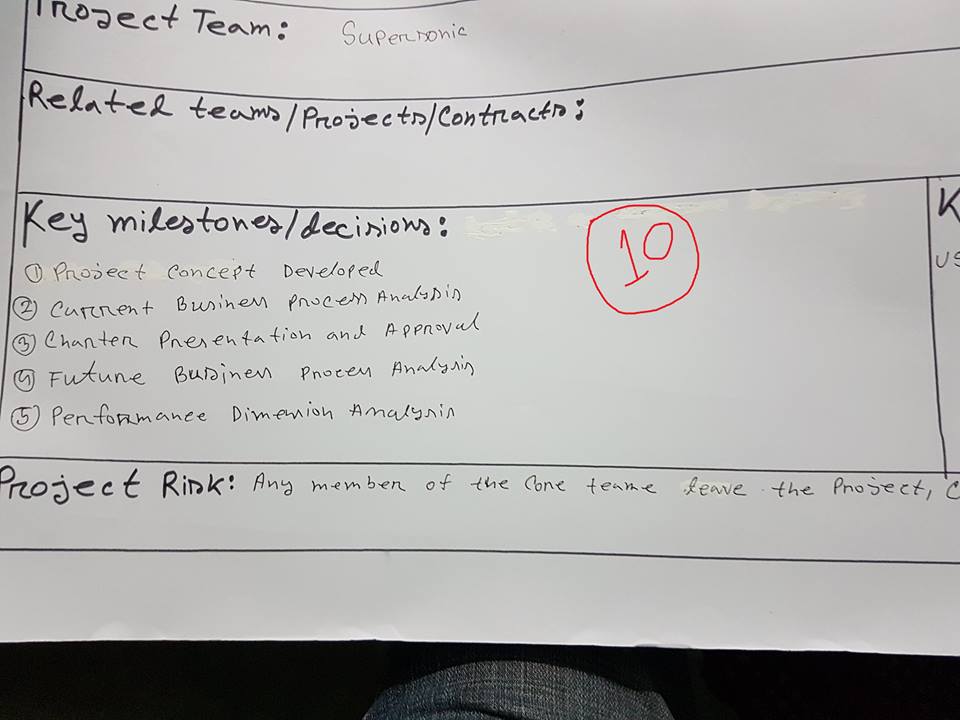 Project Team: Supersonic
Related teams/Projects/Contracts:
Key milestones/decisions:
10
① Project Concept Developed
② Current Business Process Analysis
③ Charter Presentation and Approval
④ Future Business Process Analysis
⑤ Performance Dimension Analysis
K
us
Project Risk: Any member of the Core teame leave the Project, C